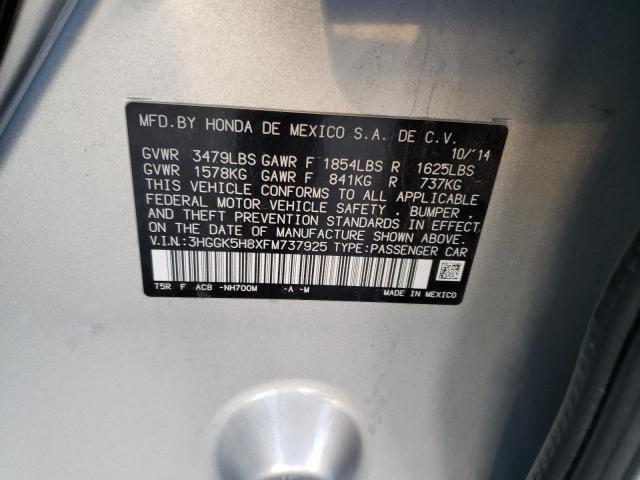 MFD.BY HONDA DE MEXICO S.A. DE C.V.
10/14
GVWR 3479LBS GAWR F 1854LBS R 1625LBS
GVWR 1578KG GAWR F 841KG R 737KG
THIS VEHICLE CONFORMS TO ALL APPLICABLE
FEDERAL MOTOR VEHICLE SAFETY . BUMPER .
AND THEFT PREVENTION STANDARDS IN EFFECT
ON THE DATE OF MANUFACTURE SHOWN ABOVE.
V.I.N:3HGGK5H8XFM737925 TYPE:PASSENGER CAR
T5R F ACB -NH700M -A -M MADE IN MEXICO